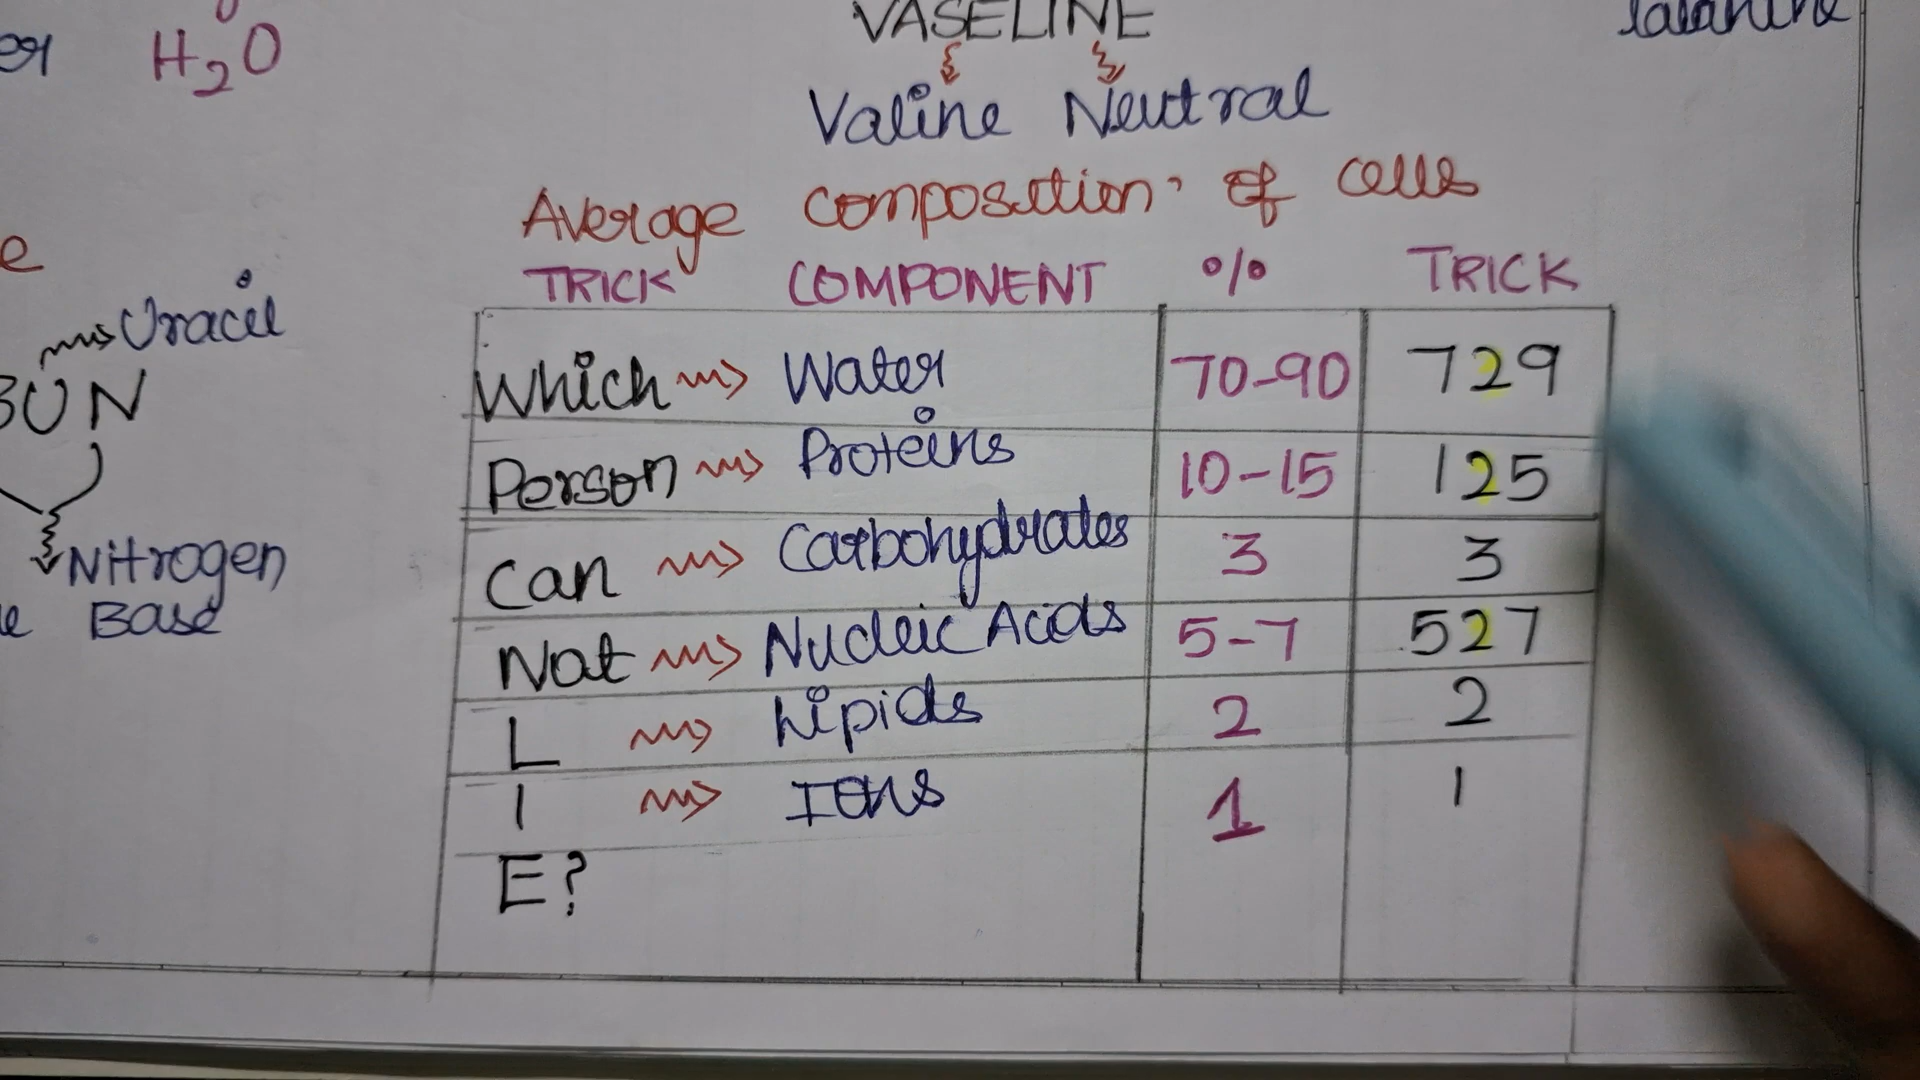 H2O
VASELINE
Valine Neutral
Average composition of cells
TRICK COMPONENT % TRICK
Which Water 70-90 729
Person Proteins 10-15 125
Can Carbohydrates 3 3
Not Nucleic Acids 5-7 527
L Lipids 2 2
I Ions 1 1
E?
Uracil
BUN
Nitrogen
Base